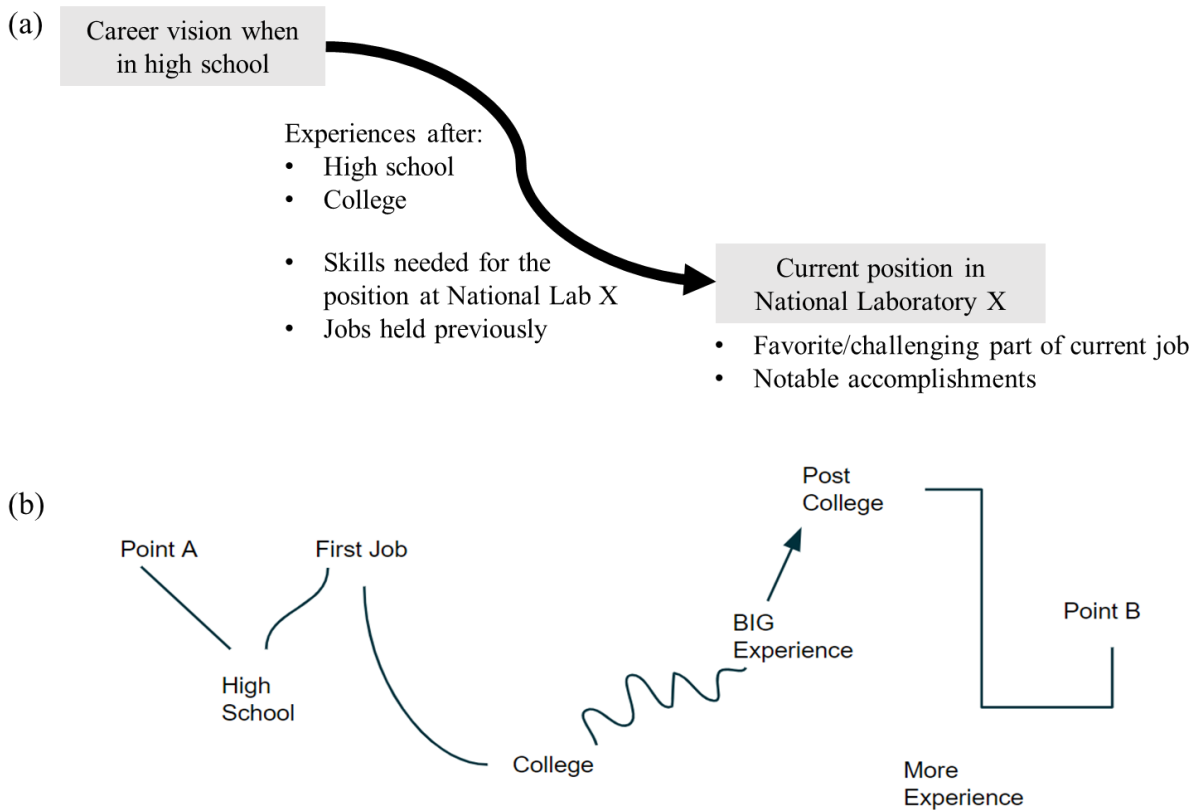 (a)
Career vision when
in high school
Experiences after:
• High school
• College
• Skills needed for the
position at National Lab X
• Jobs held previously
Current position in
National Laboratory X
• Favorite/challenging part of current job
• Notable accomplishments
(b)
Point A
High
School
First Job
College
BIG
Experience
Post
College
More
Experience
Point B